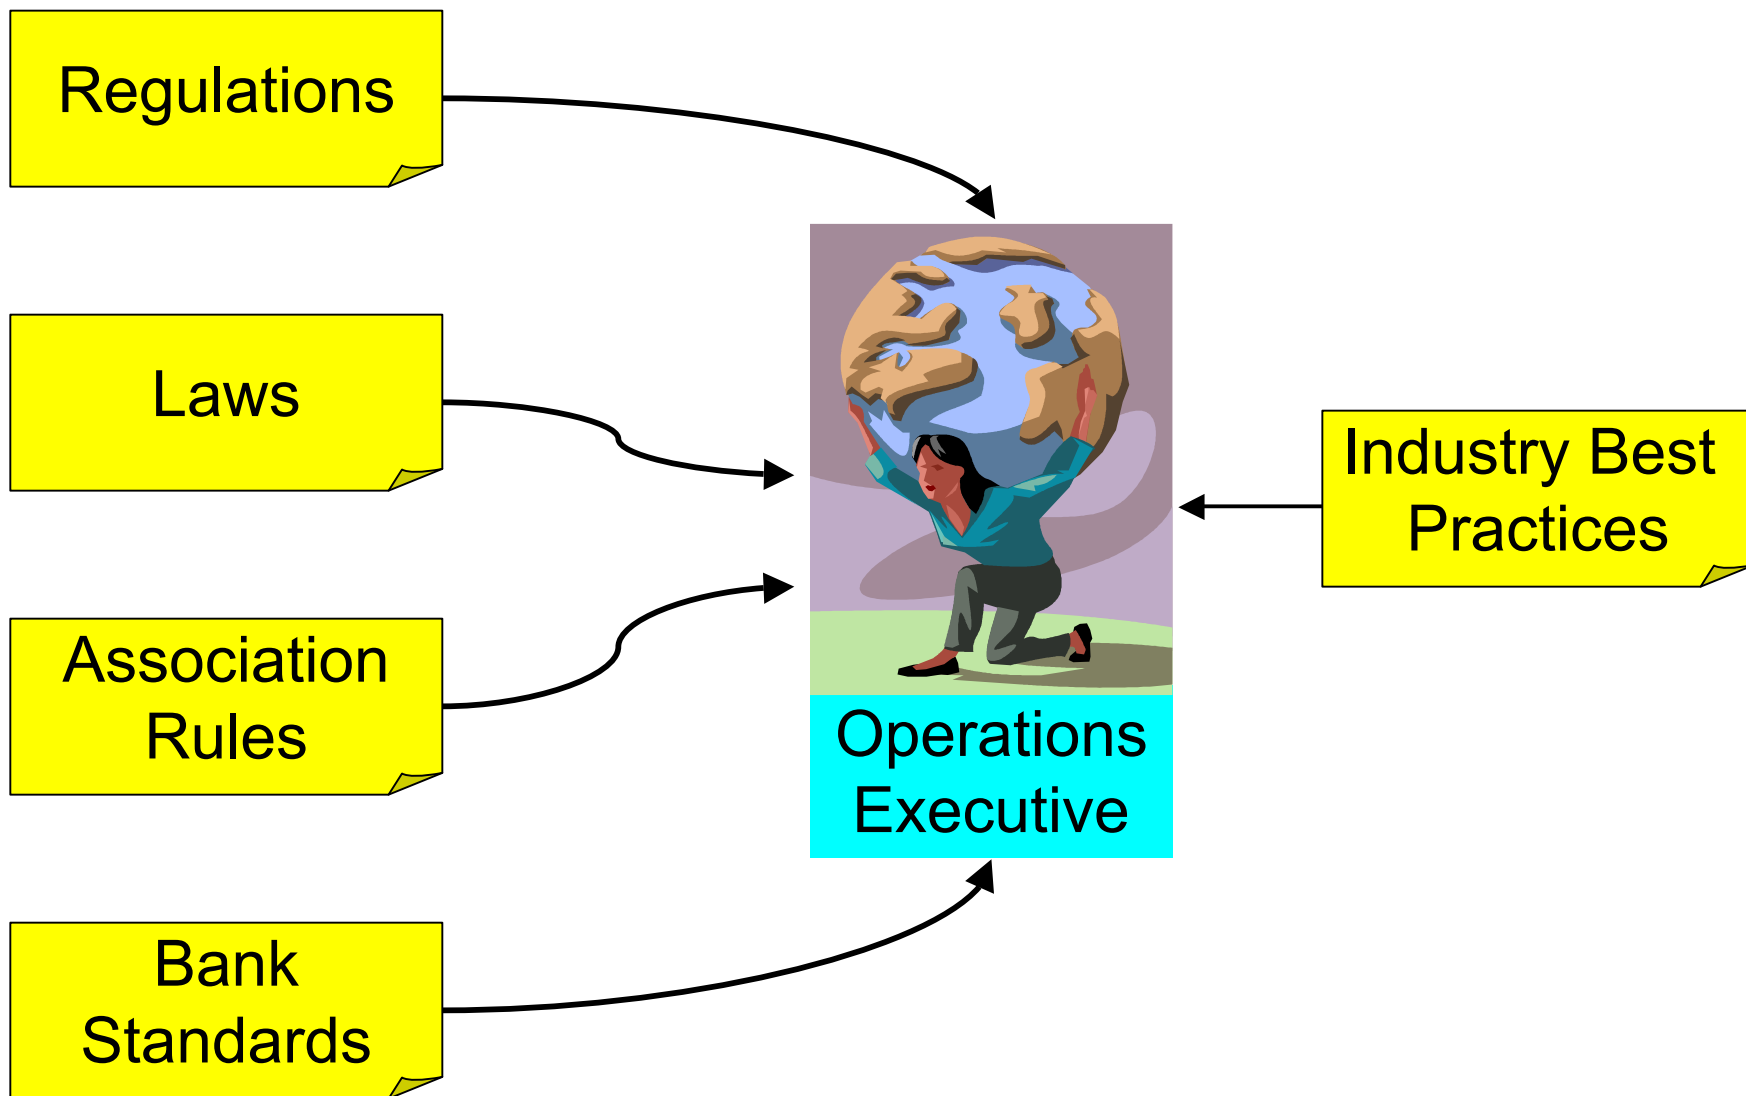 Regulations
Laws
Association
Rules
Bank
Standards
Operations
Executive
Industry Best
Practices